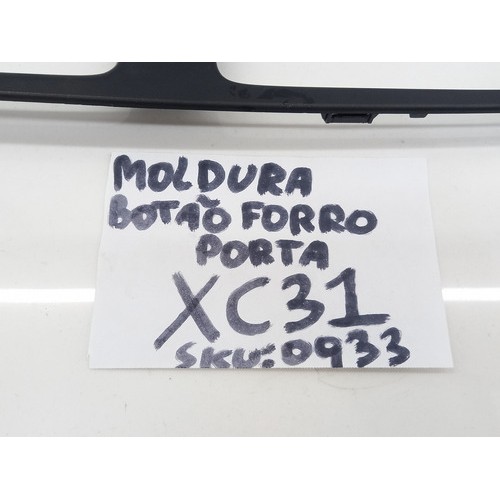 MOLDURA
BOTÃO FORRO
PORTA
XC31
SKU:0933